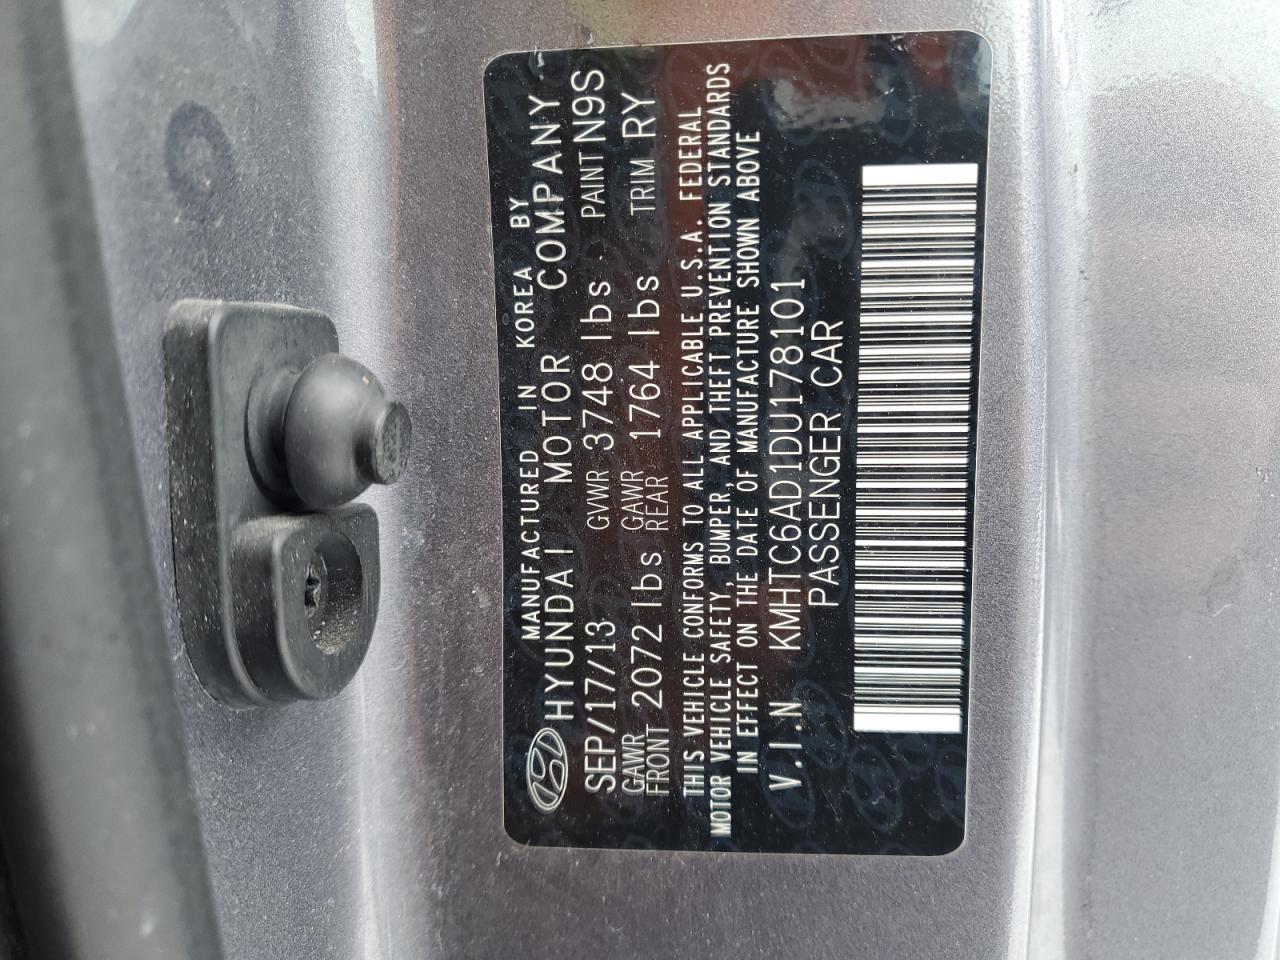 MANUFACTURED IN KOREA BY
HYUNDAI MOTOR COMPANY
SEP/17/13 GVWR 3748 lbs PAINT N9S
GAWR FRONT 2072 lbs GAWR REAR 1764 lbs TRIM RY
THIS VEHICLE CONFORMS TO ALL APPLICABLE U.S.A. FEDERAL
MOTOR VEHICLE SAFETY, BUMPER, AND THEFT PREVENTION STANDARDS
IN EFFECT ON THE DATE OF MANUFACTURE SHOWN ABOVE
V.I.N KMHTC6AD1DU178101
PASSENGER CAR